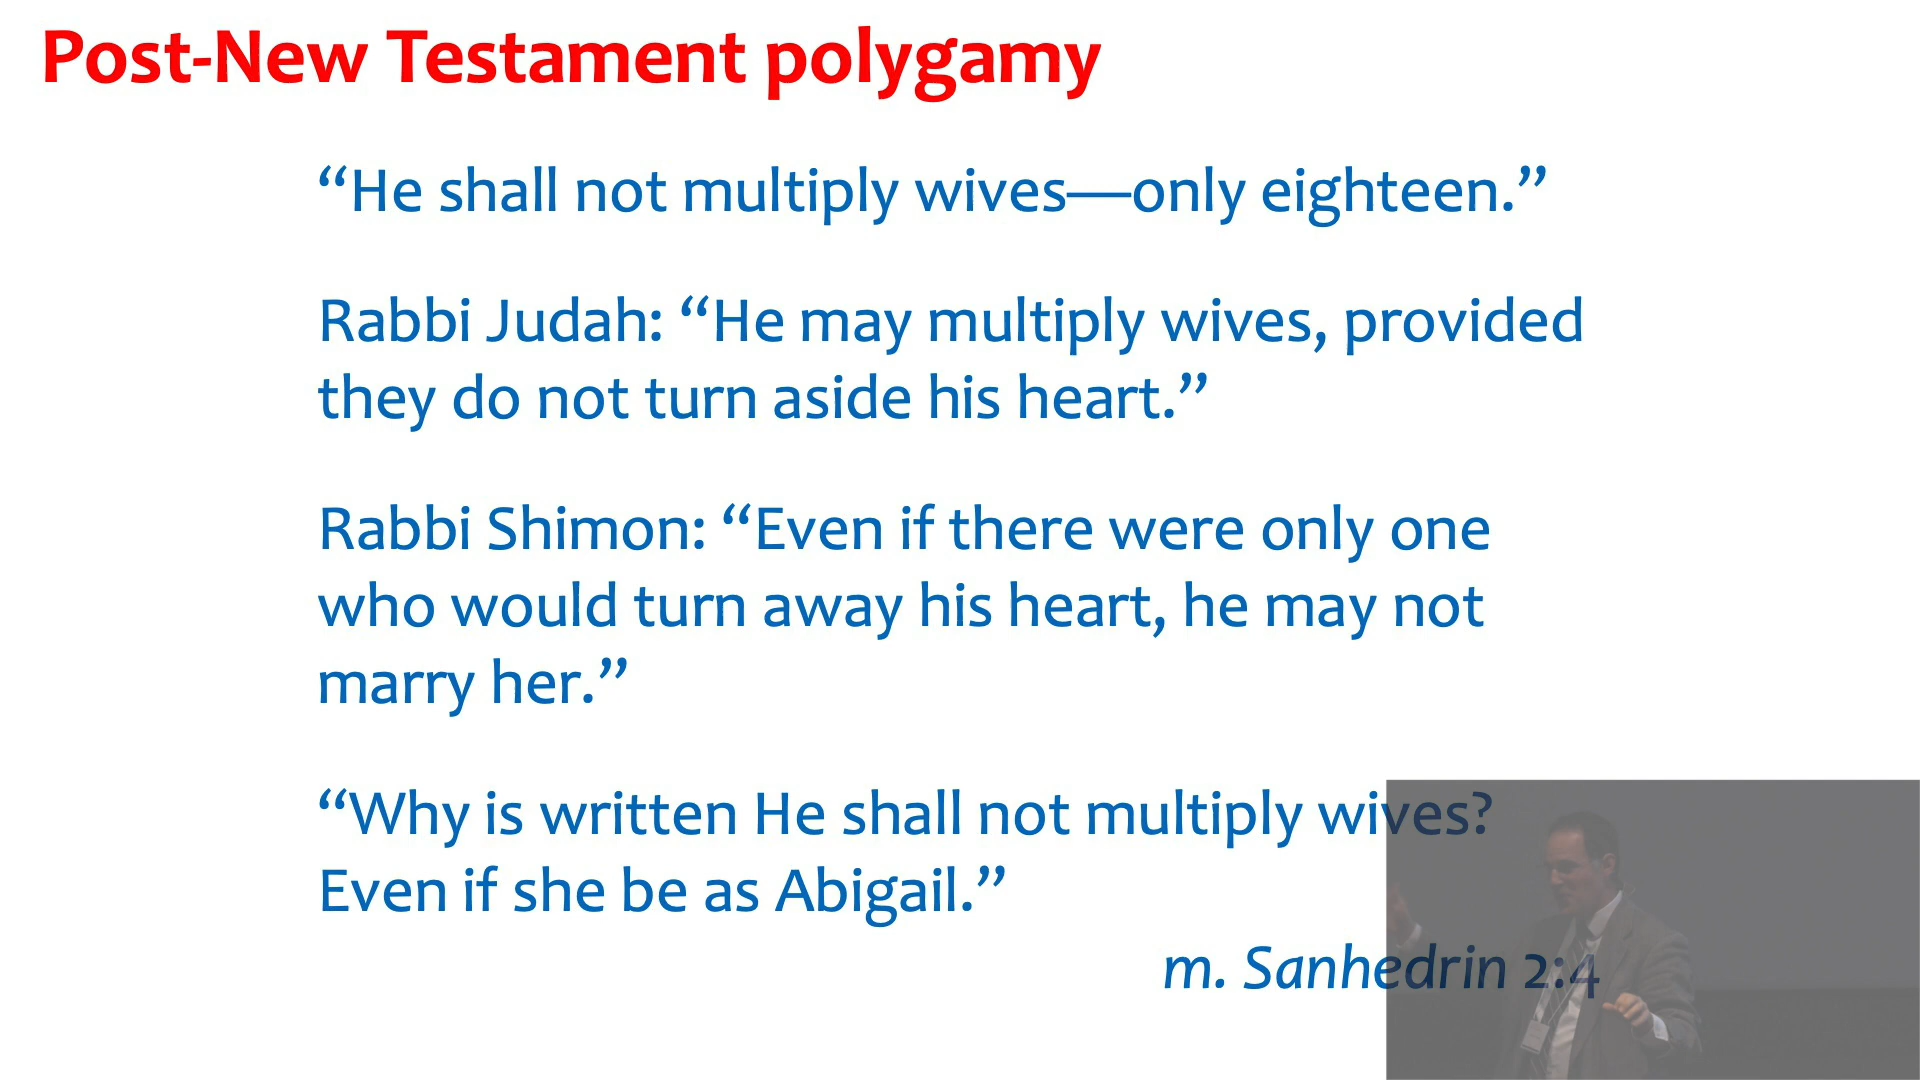 Post-New Testament polygamy
“He shall not multiply wives—only eighteen.”
Rabbi Judah: “He may multiply wives, provided
they do not turn aside his heart.”
Rabbi Shimon: “Even if there were only one
who would turn away his heart, he may not
marry her.”
“Why is written He shall not multiply wives?
Even if she be as Abigail.”
m. Sanhedrin 2:4